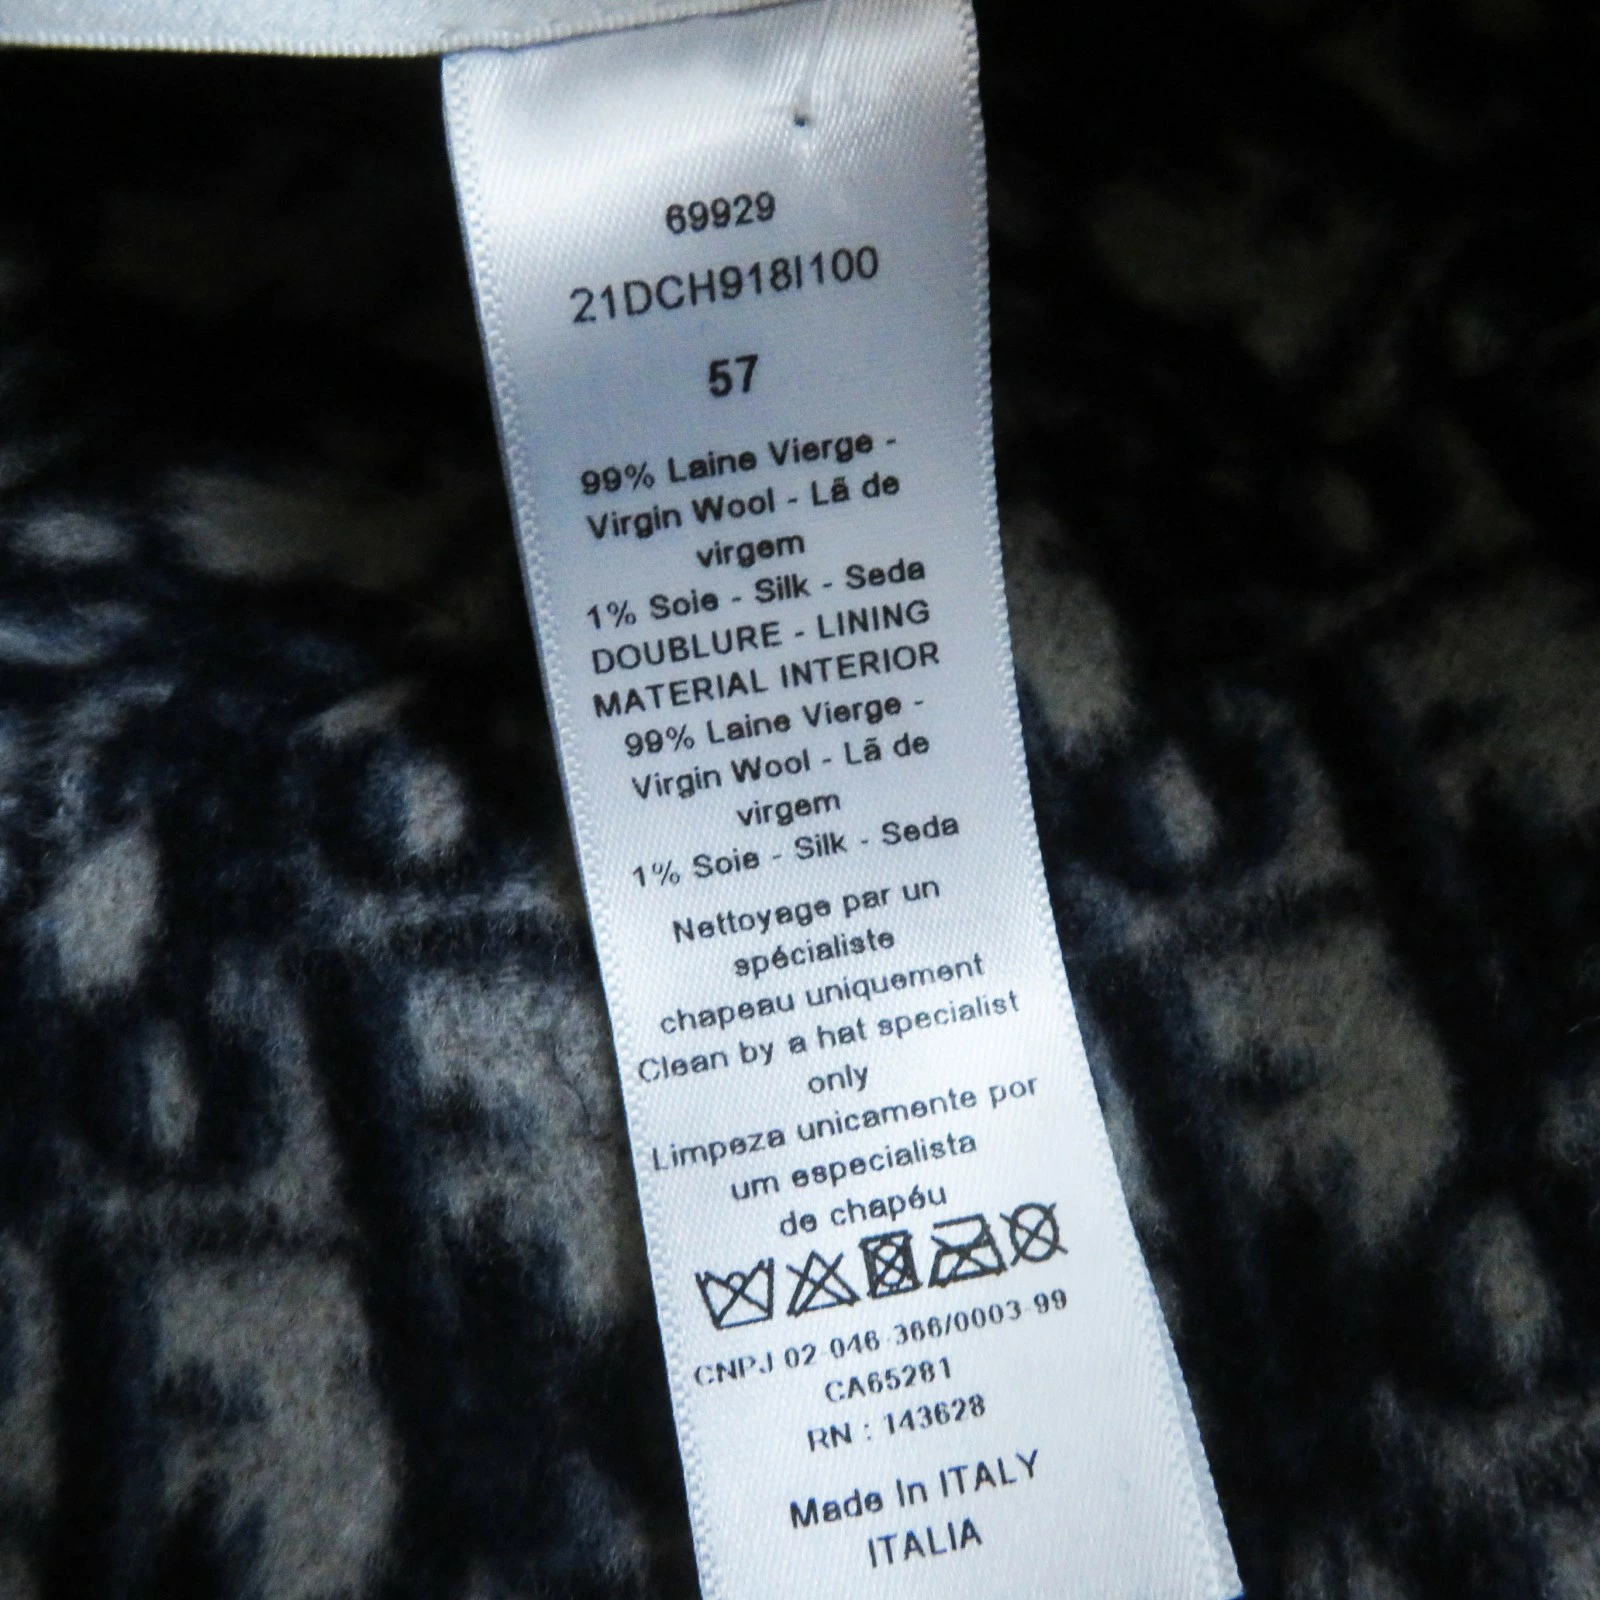 69929
21DCH918I100
57
99% Laine Vierge -
Virgin Wool - Lã de
virgem
1% Soie - Silk - Seda
DOUBLURE - LINING
MATERIAL INTERIOR
99% Laine Vierge -
Virgin Wool - Lã de
virgem
1% Soie - Silk - Seda
Nettoyage par un
spécialiste
chapeau uniquement
Clean by a hat specialist
only
Limpeza unicamente por
um especialista
de chapéu
CNPJ 02 046 366/0003-99
CA65281
RN : 143628
Made In ITALY
ITALIA